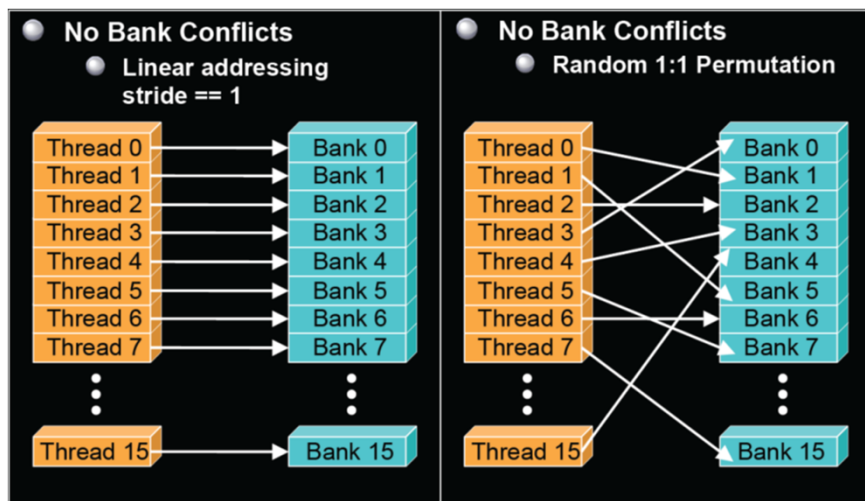 No Bank Conflicts
Linear addressing
stride == 1
Thread 0
Thread 1
Thread 2
Thread 3
Thread 4
Thread 5
Thread 6
Thread 7
Thread 15
Bank 0
Bank 1
Bank 2
Bank 3
Bank 4
Bank 5
Bank 6
Bank 7
Bank 15
No Bank Conflicts
Random 1:1 Permutation
Thread 0
Thread 1
Thread 2
Thread 3
Thread 4
Thread 5
Thread 6
Thread 7
Thread 15
Bank 0
Bank 1
Bank 2
Bank 3
Bank 4
Bank 5
Bank 6
Bank 7
Bank 15